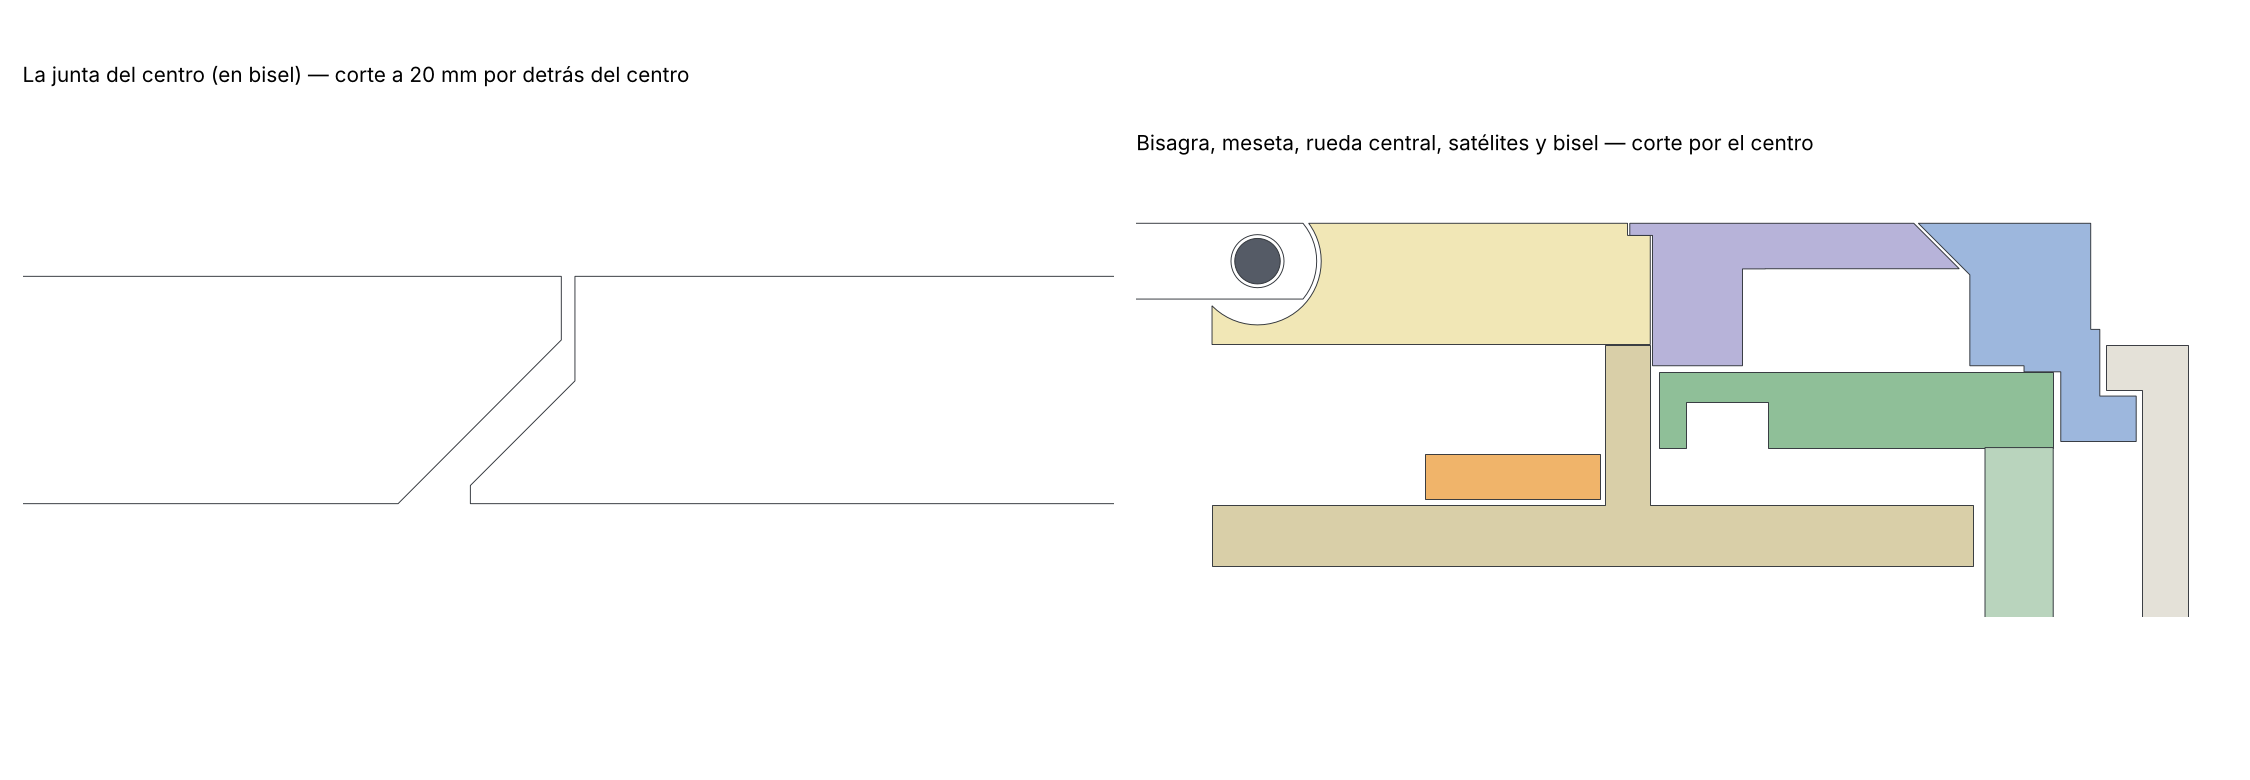 La junta del centro (en bisel) — corte a 20 mm por detrás del centro
Bisagra, meseta, rueda central, satélites y bisel — corte por el centro